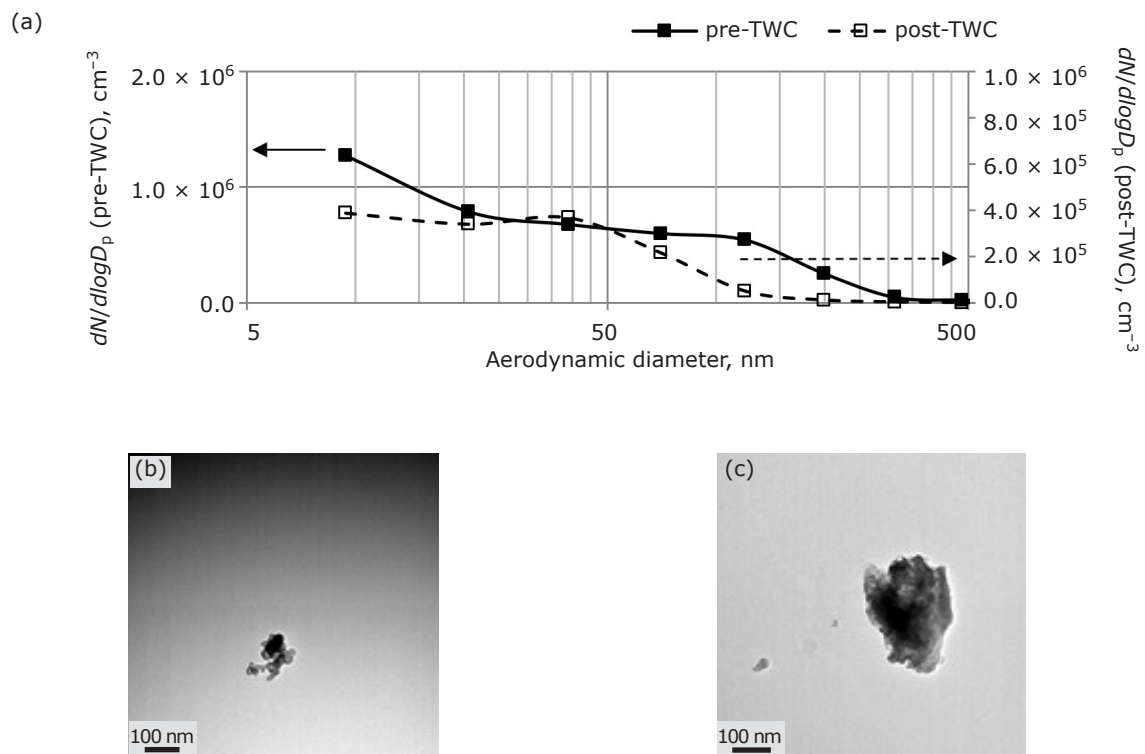 (a)
pre-TWC
post-TWC
dN/dlogDp (pre-TWC), cm⁻³
2.0 × 10⁶
1.0 × 10⁶
0.0
1.0 × 10⁶
8.0 × 10⁵
6.0 × 10⁵
4.0 × 10⁵
2.0 × 10⁵
0.0
dN/dlogDp (post-TWC), cm⁻³
5
50
500
Aerodynamic diameter, nm
(b)
100 nm
(c)
100 nm